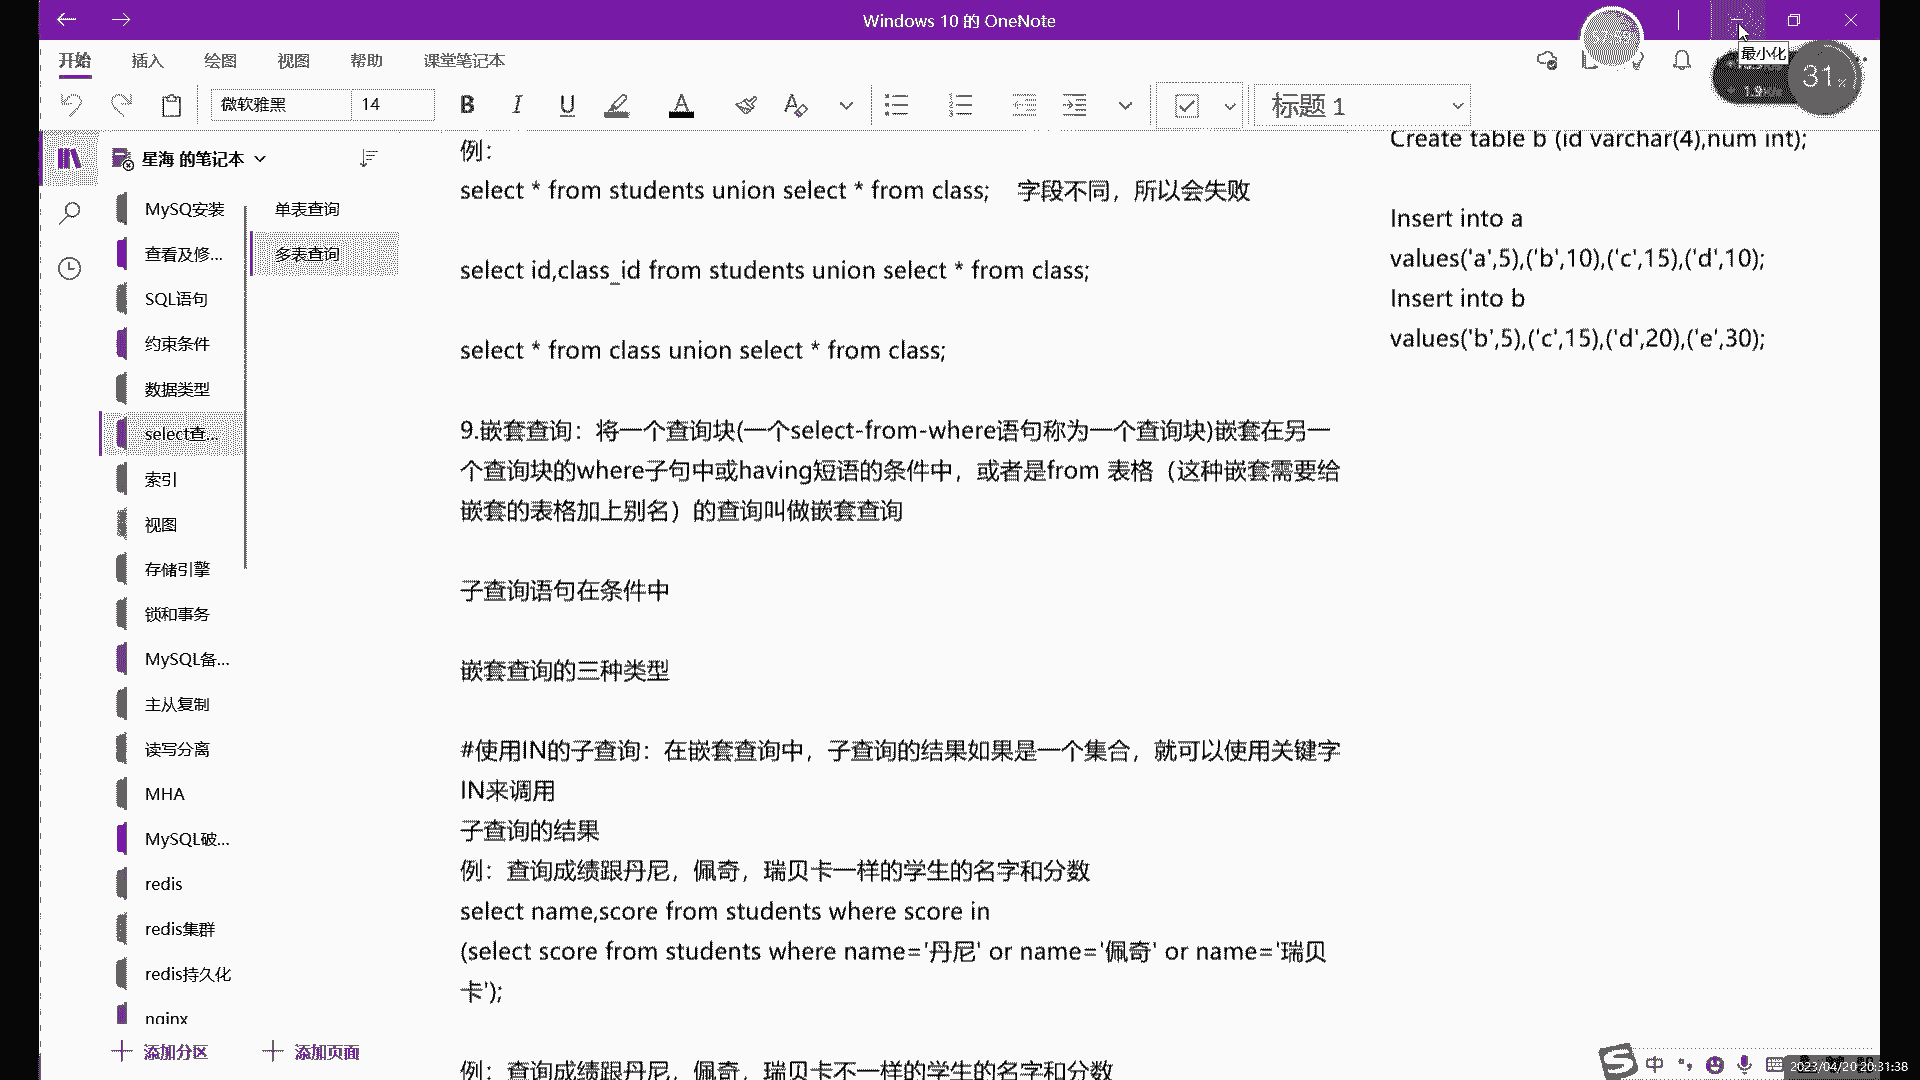 Windows 10 的 OneNote
最小化
开始 插入 绘图 视图 帮助 课堂笔记本
31%
1.9
微软雅黑 14 B I U A 标题 1
星海 的笔记本
MySQ安装
查看及修...
SQL语句
约束条件
数据类型
select查...
索引
视图
存储引擎
锁和事务
MySQL备...
主从复制
读写分离
MHA
MySQL破...
redis
redis集群
redis持久化
nginx
添加分区
单表查询
多表查询
添加页面
例：
select * from students union select * from class; 字段不同，所以会失败
select id,class_id from students union select * from class;
select * from class union select * from class;
9.嵌套查询：将一个查询块(一个select-from-where语句称为一个查询块)嵌套在另一
个查询块的where子句中或having短语的条件中，或者是from 表格（这种嵌套需要给
嵌套的表格加上别名）的查询叫做嵌套查询
子查询语句在条件中
嵌套查询的三种类型
#使用IN的子查询：在嵌套查询中，子查询的结果如果是一个集合，就可以使用关键字
IN来调用
子查询的结果
例：查询成绩跟丹尼，佩奇，瑞贝卡一样的学生的名字和分数
select name,score from students where score in
(select score from students where name='丹尼' or name='佩奇' or name='瑞贝
卡');
例：查询成绩跟丹尼，佩奇，瑞贝卡不一样的学生的名字和分数
Create table b (id varchar(4),num int);
Insert into a
values('a',5),('b',10),('c',15),('d',10);
Insert into b
values('b',5),('c',15),('d',20),('e',30);
中
2023/04/20 20:31:38